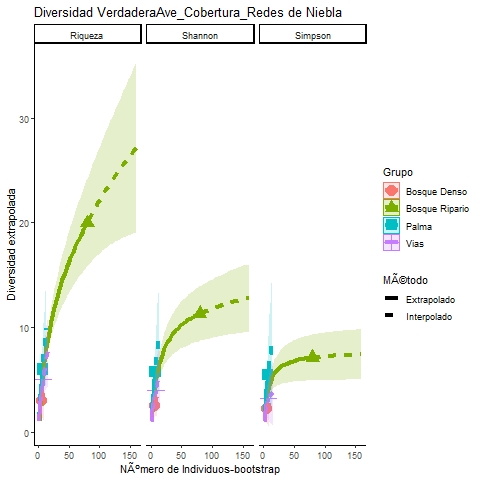 Diversidad VerdaderaAve_Cobertura_Redes de Niebla
Riqueza Shannon Simpson
Diversidad extrapolada
30
20
10
0
0 50 100 150 0 50 100 150 0 50 100 150
NÃºmero de Individuos-bootstrap
Grupo
Bosque Denso
Bosque Ripario
Palma
Vias
MÃ©todo
Extrapolado
Interpolado